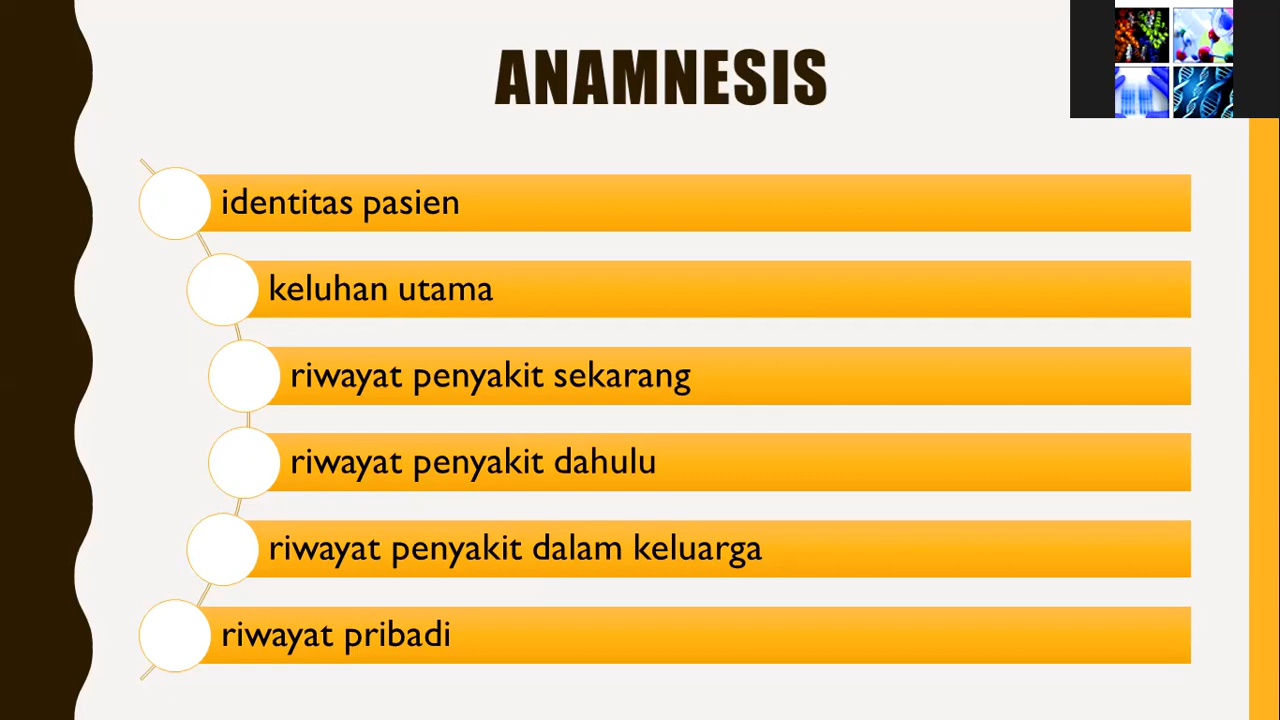 ANAMNESIS
identitas pasien
keluhan utama
riwayat penyakit sekarang
riwayat penyakit dahulu
riwayat penyakit dalam keluarga
riwayat pribadi